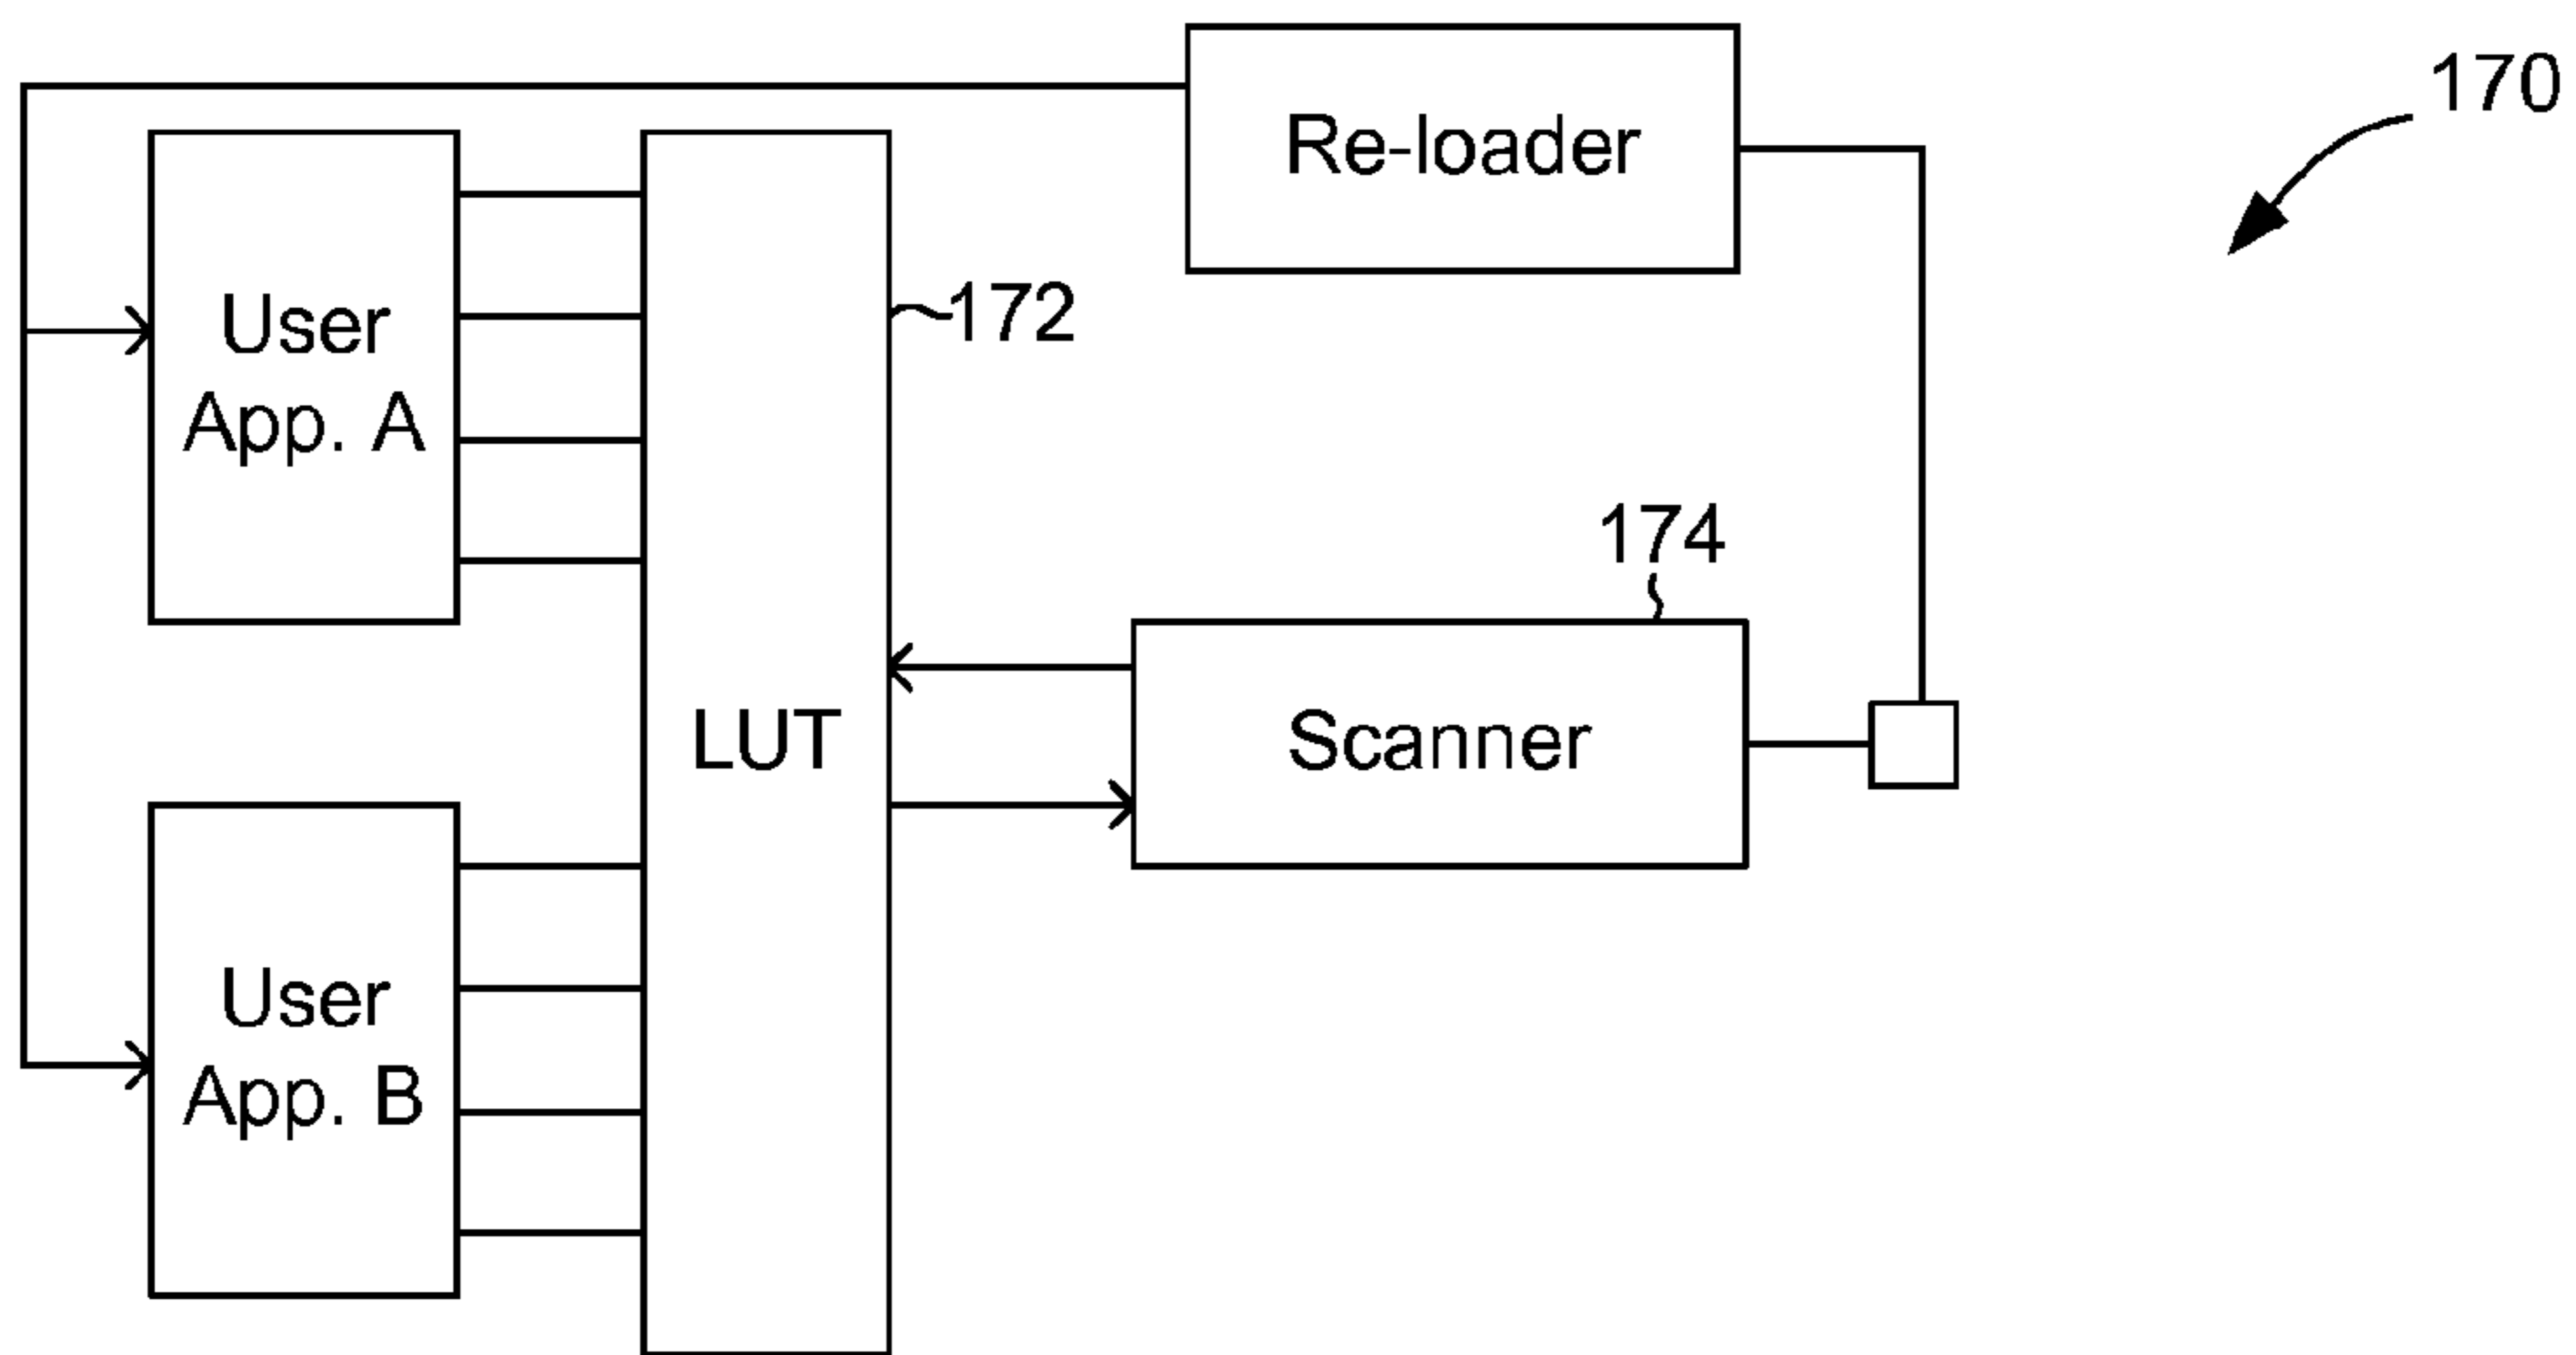 Re-loader
170
User
App. A
172
174
LUT
Scanner
User
App. B